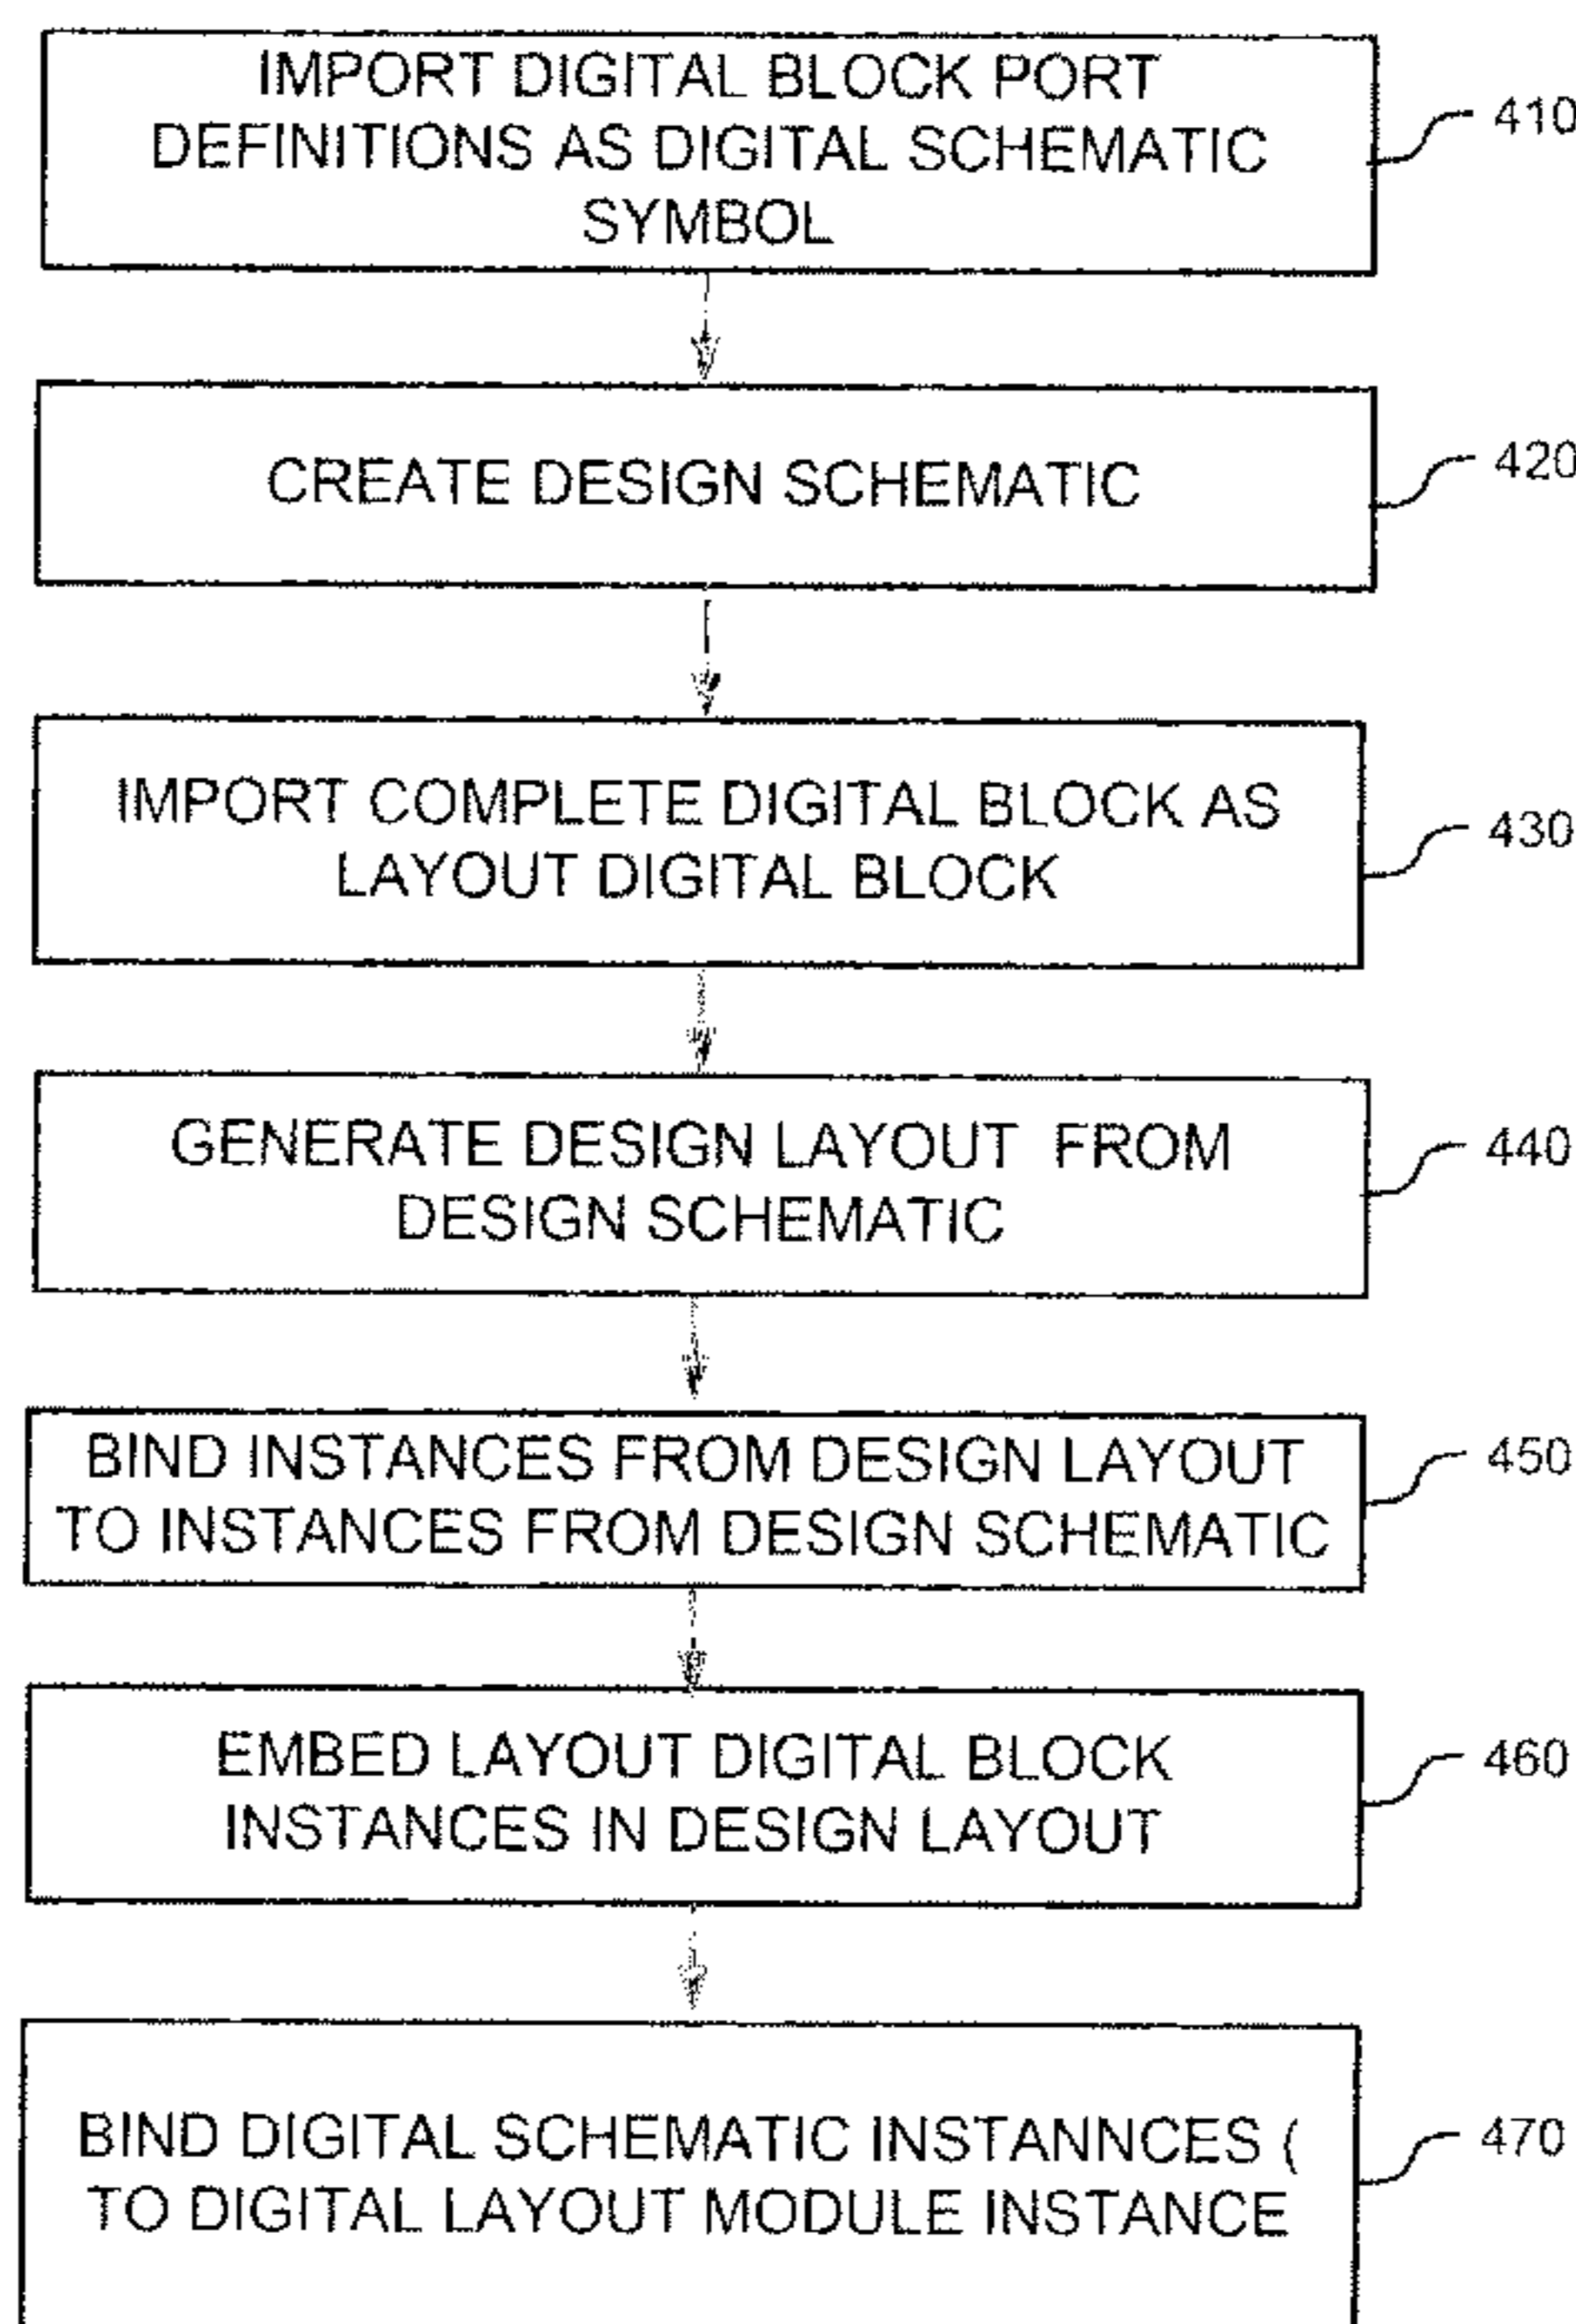 IMPORT DIGITAL BLOCK PORT
DEFINITIONS AS DIGITAL SCHEMATIC
SYMBOL
410
CREATE DESIGN SCHEMATIC
420
IMPORT COMPLETE DIGITAL BLOCK AS
LAYOUT DIGITAL BLOCK
430
GENERATE DESIGN LAYOUT FROM
DESIGN SCHEMATIC
440
BIND INSTANCES FROM DESIGN LAYOUT
TO INSTANCES FROM DESIGN SCHEMATIC
450
EMBED LAYOUT DIGITAL BLOCK
INSTANCES IN DESIGN LAYOUT
460
BIND DIGITAL SCHEMATIC INSTANNCES (
TO DIGITAL LAYOUT MODULE INSTANCE
470